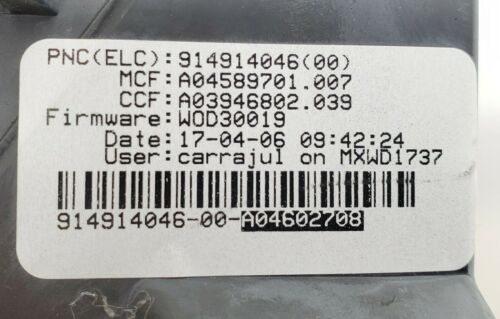 PNC(ELC):914914046(00)
MCF:A04589701.007
CCF:A03946802.039
Firmware:WOD30019
Date:17-04-06 09:42:24
User:carrajul on MXWD1737
914914046-00-A04602708